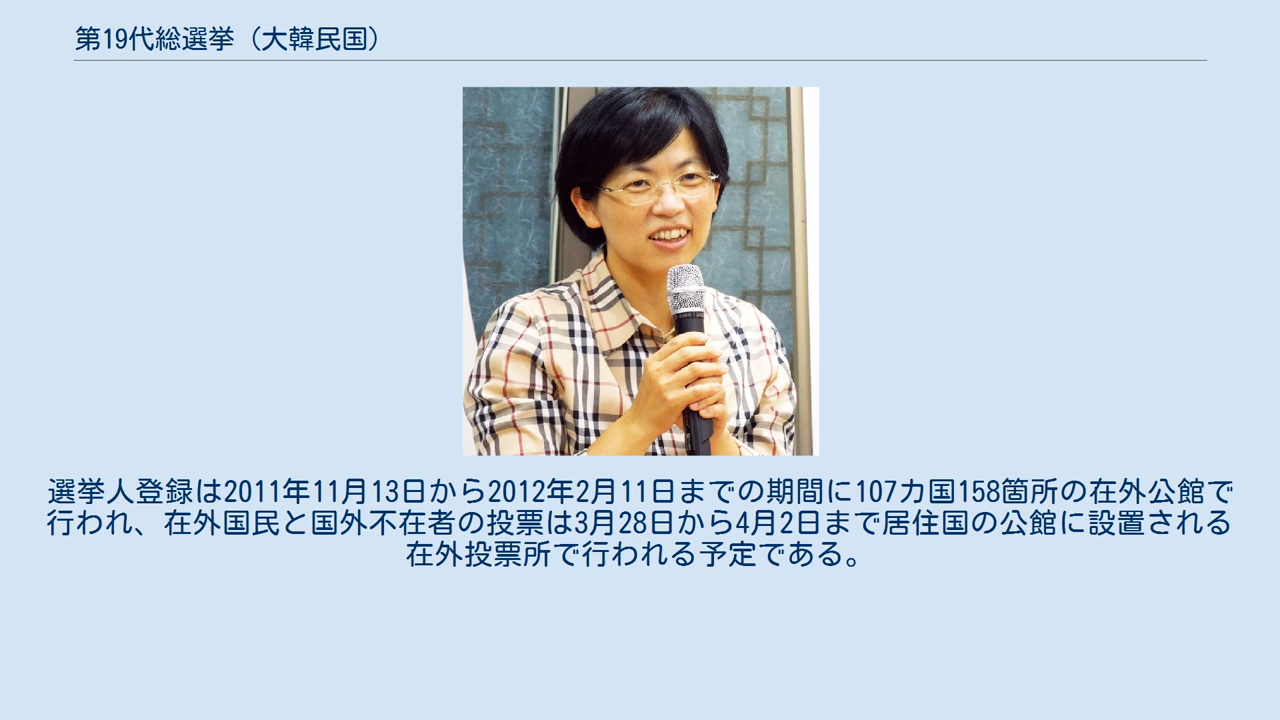 第19代総選挙（大韓民国）
選挙人登録は2011年11月13日から2012年2月11日までの期間に107カ国158箇所の在外公館で
行われ、在外国民と国外不在者の投票は3月28日から4月2日まで居住国の公館に設置される
在外投票所で行われる予定である。